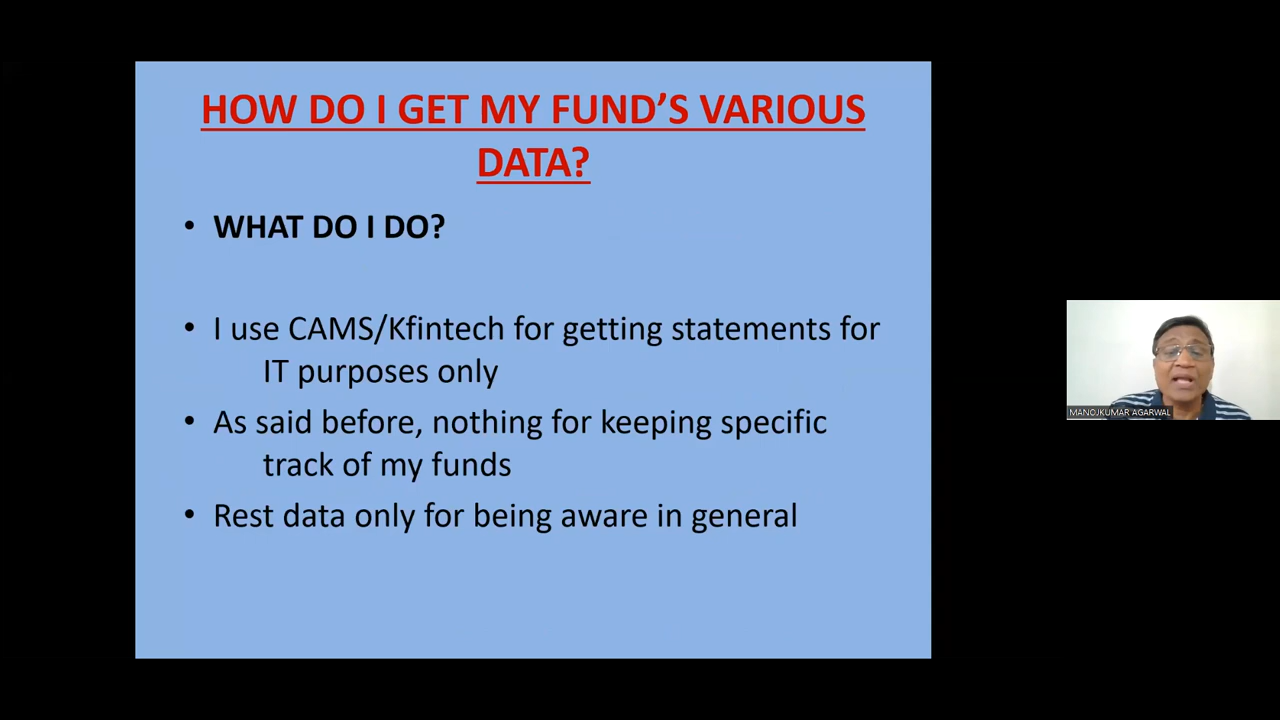 HOW DO I GET MY FUND’S VARIOUS
DATA?
• WHAT DO I DO?
• I use CAMS/Kfintech for getting statements for
IT purposes only
• As said before, nothing for keeping specific
track of my funds
• Rest data only for being aware in general
MANOJKUMAR AGARWAL